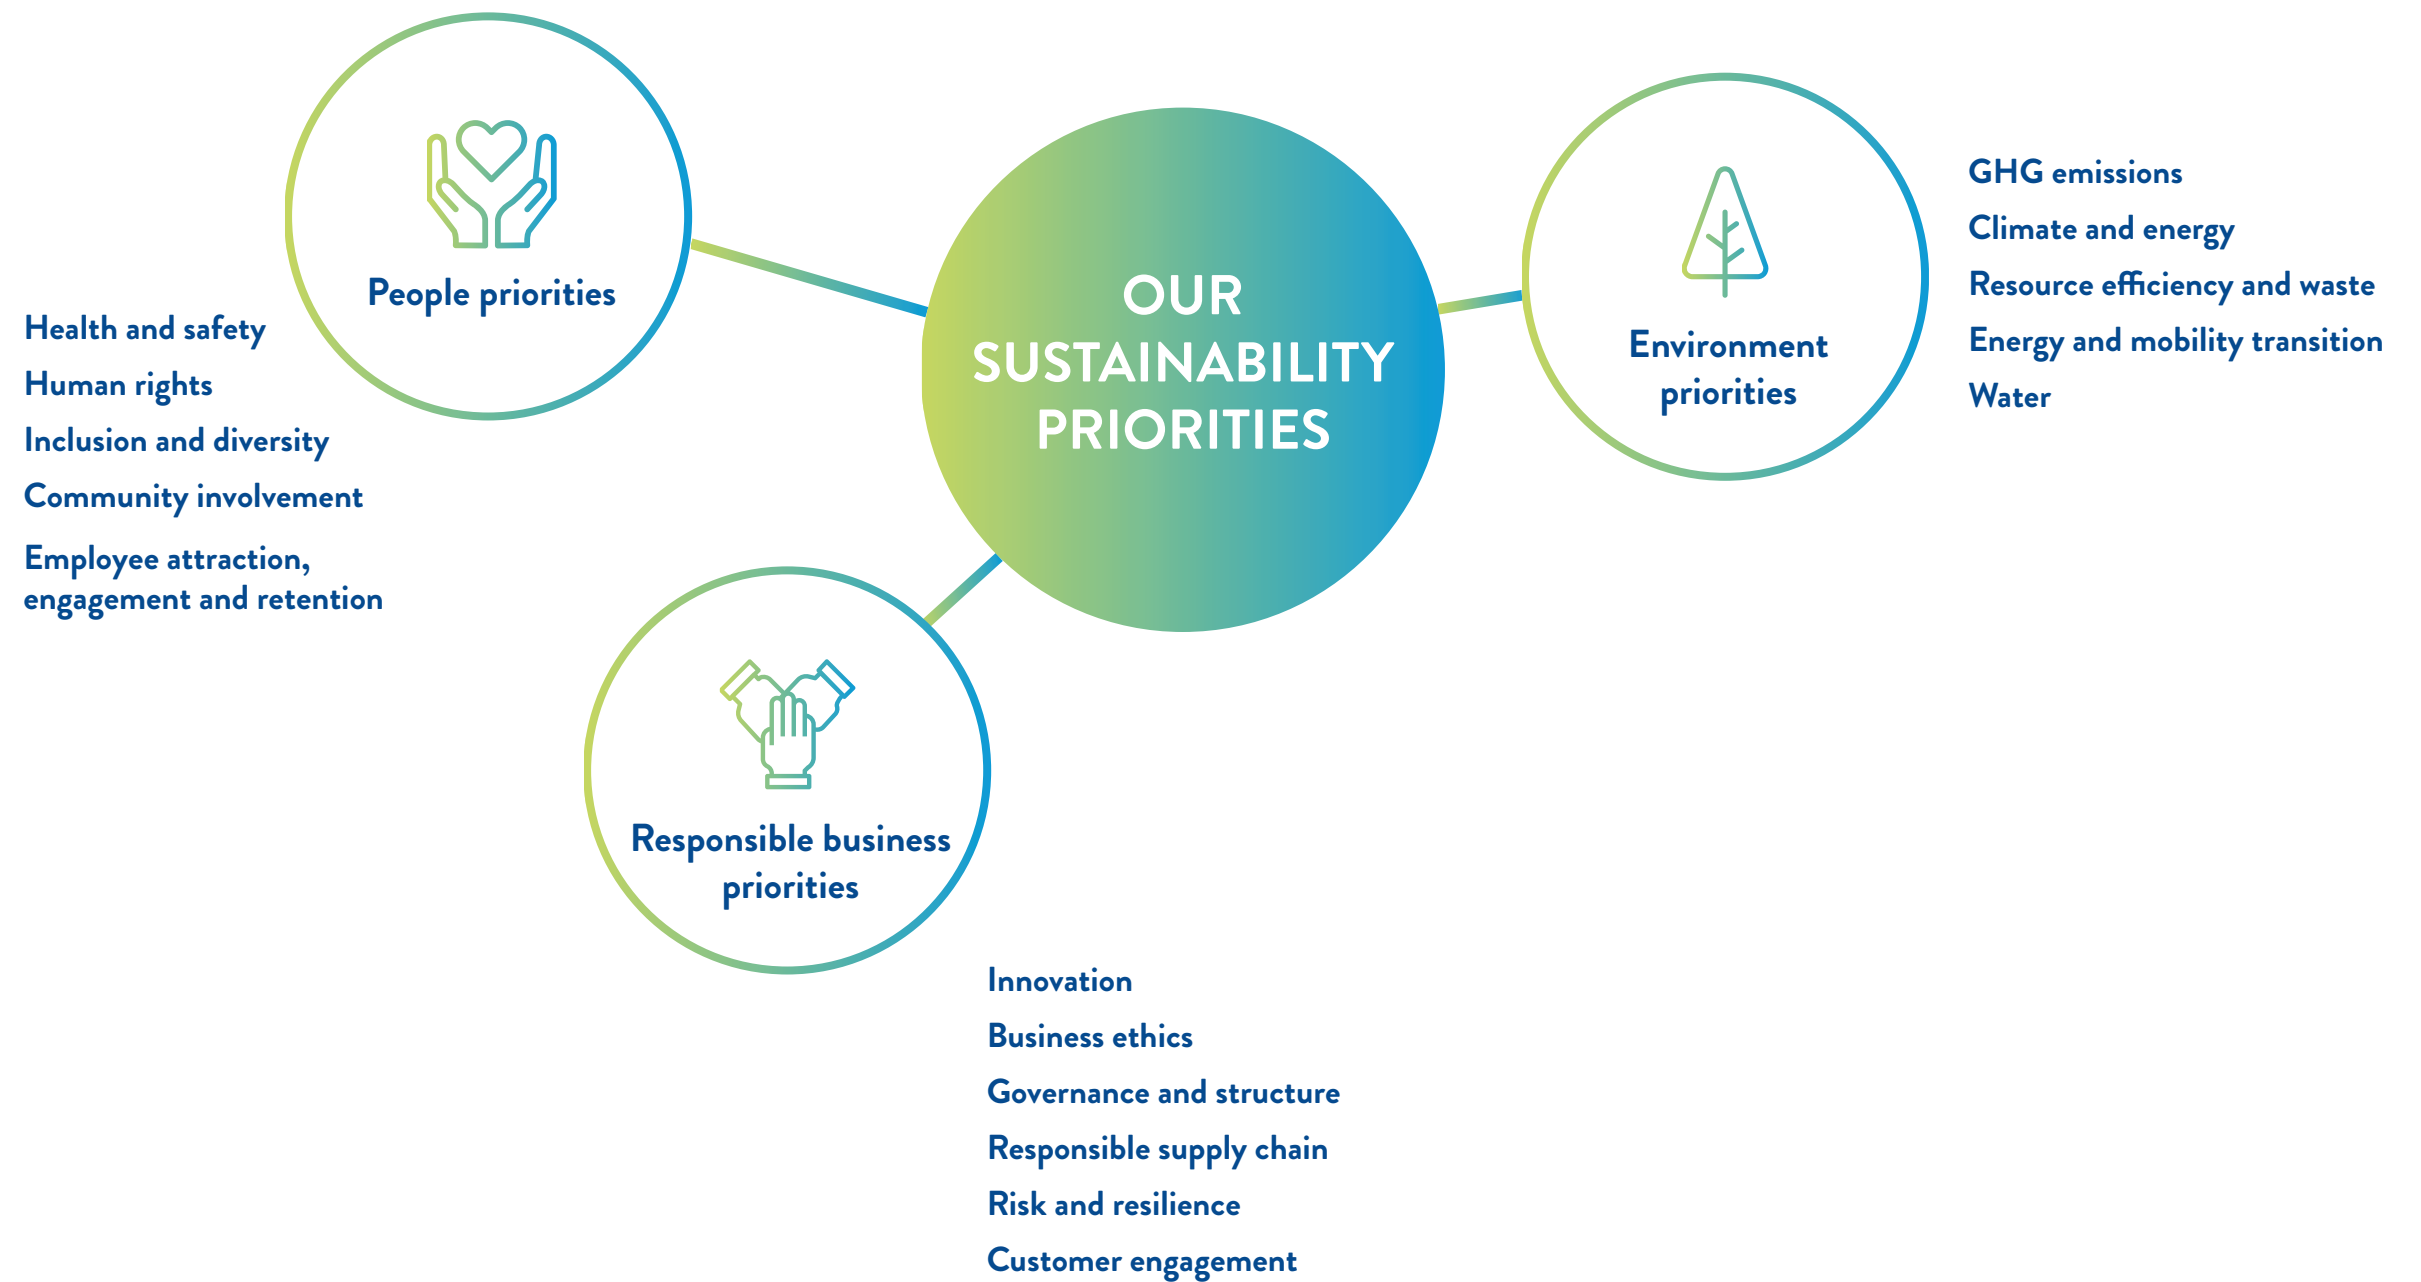 OUR
SUSTAINABILITY
PRIORITIES
People priorities
Health and safety
Human rights
Inclusion and diversity
Community involvement
Employee attraction,
engagement and retention
Environment
priorities
GHG emissions
Climate and energy
Resource efficiency and waste
Energy and mobility transition
Water
Responsible business
priorities
Innovation
Business ethics
Governance and structure
Responsible supply chain
Risk and resilience
Customer engagement